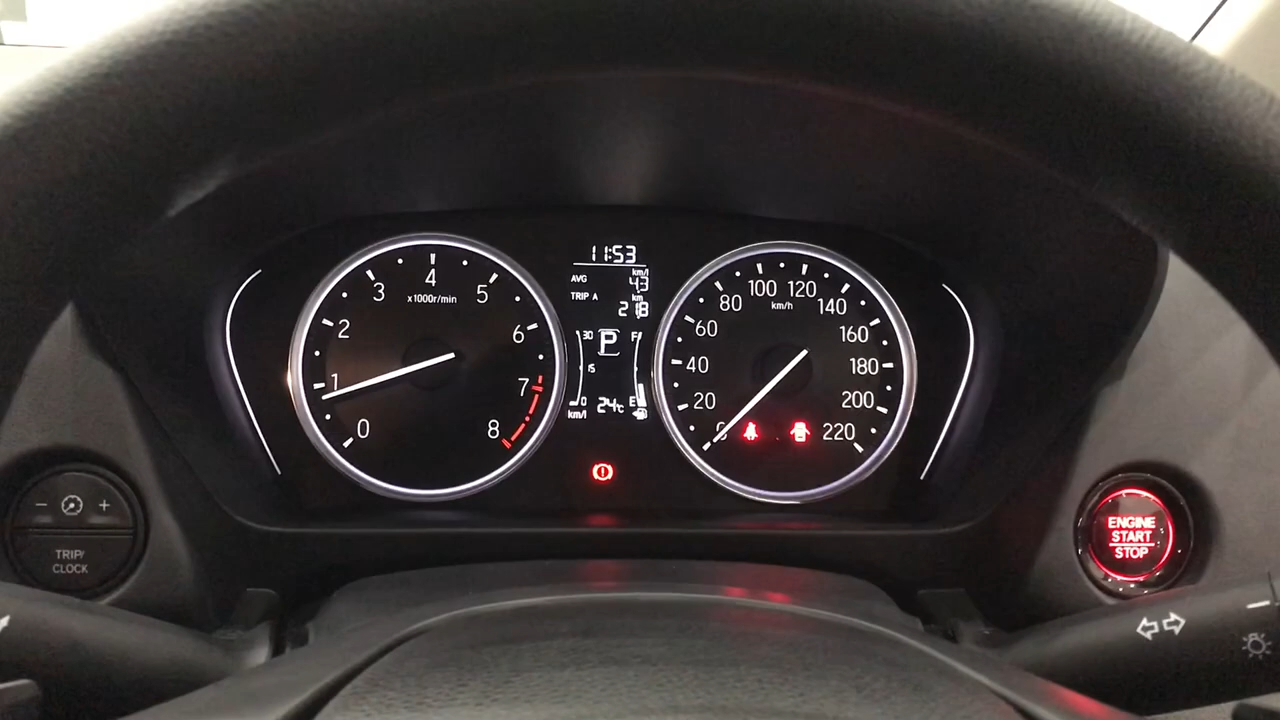 11:53
AVG
km/l
TRIP A
km
218
P
30
15
0
km/l
F
E
24°C
0
1
2
3
4
5
6
7
8
x1000r/min
0
20
40
60
80
100
120
140
160
180
200
220
km/h
- +
TRIP/
CLOCK
ENGINE
START
STOP